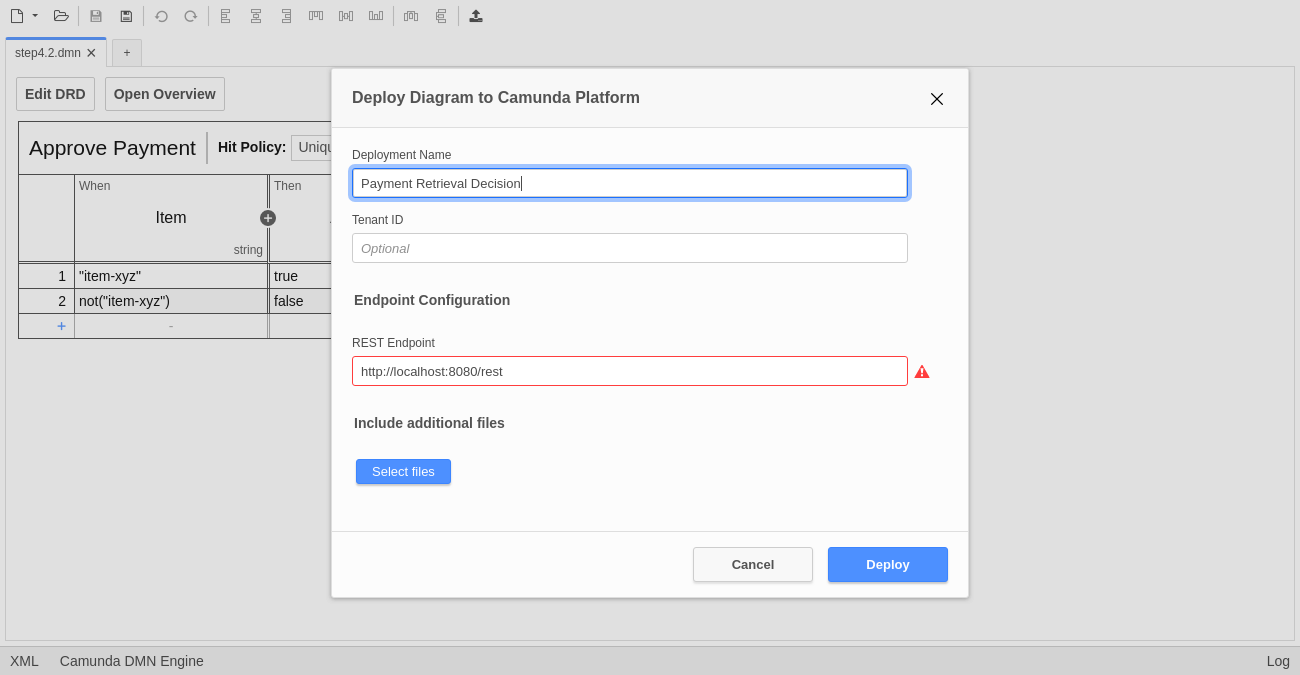 step4.2.dmn
+
Edit DRD Open Overview
Approve Payment Hit Policy: Uniqu
When Then
Item
string
1 "item-xyz" true
2 not("item-xyz") false
+ -
Deploy Diagram to Camunda Platform
Deployment Name
Payment Retrieval Decision
Tenant ID
Optional
Endpoint Configuration
REST Endpoint
http://localhost:8080/rest
Include additional files
Select files
Cancel Deploy
XML Camunda DMN Engine Log